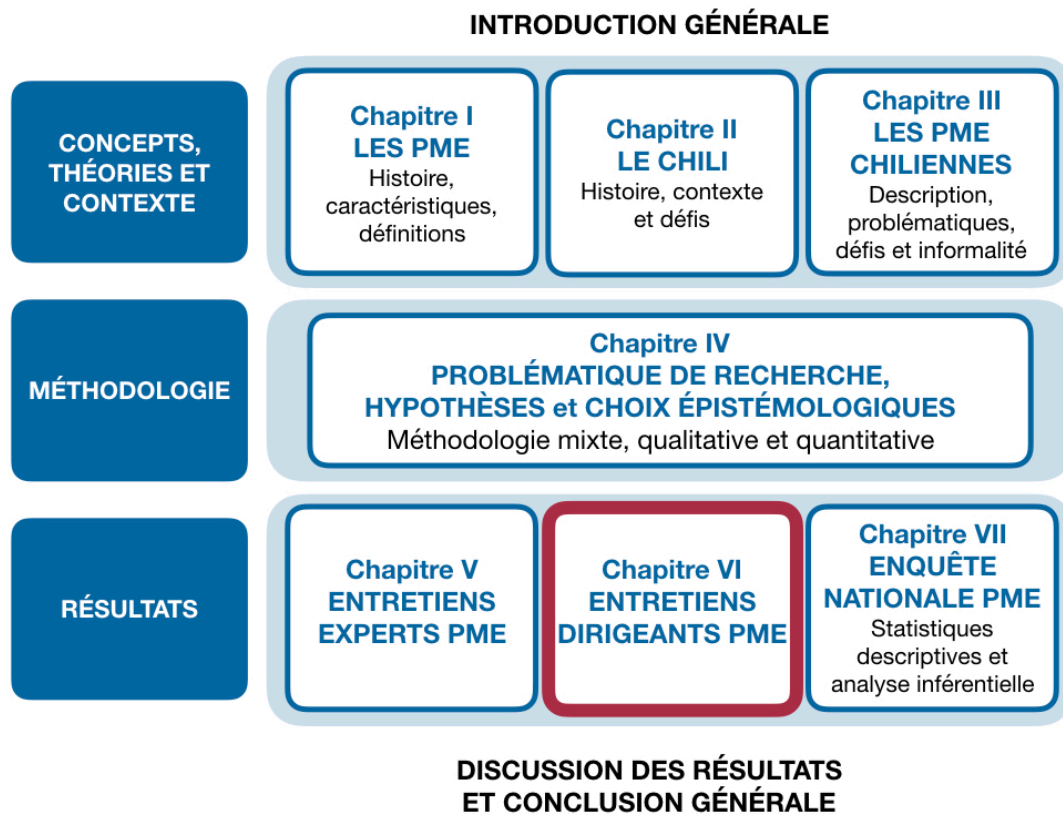 INTRODUCTION GÉNÉRALE
CONCEPTS,
THÉORIES ET
CONTEXTE
Chapitre I
LES PME
Histoire,
caractéristiques,
définitions
Chapitre II
LE CHILI
Histoire, contexte
et défis
Chapitre III
LES PME
CHILIENNES
Description,
problématiques,
défis et informalité
MÉTHODOLOGIE
Chapitre IV
PROBLÉMATIQUE DE RECHERCHE,
HYPOTHÈSES et CHOIX ÉPISTÉMOLOGIQUES
Méthodologie mixte, qualitative et quantitative
RÉSULTATS
Chapitre V
ENTRETIENS
EXPERTS PME
Chapitre VI
ENTRETIENS
DIRIGEANTS PME
Chapitre VII
ENQUÊTE
NATIONALE PME
Statistiques
descriptives et
analyse inférentielle
DISCUSSION DES RÉSULTATS
ET CONCLUSION GÉNÉRALE